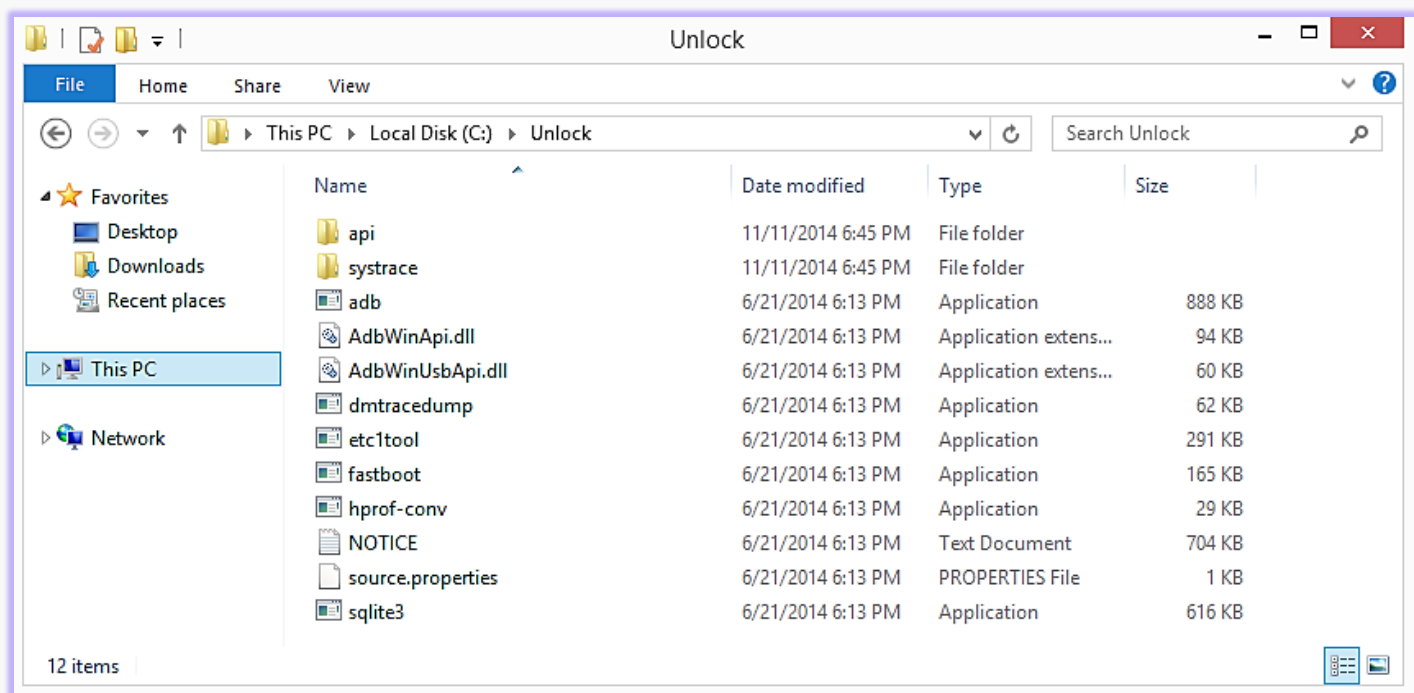 Unlock
File Home Share View
This PC Local Disk (C:) Unlock Search Unlock
Name Date modified Type Size
Favorites
Desktop
Downloads
Recent places
This PC
Network
api 11/11/2014 6:45 PM File folder
systrace 11/11/2014 6:45 PM File folder
adb 6/21/2014 6:13 PM Application 888 KB
AdbWinApi.dll 6/21/2014 6:13 PM Application extens... 94 KB
AdbWinUsbApi.dll 6/21/2014 6:13 PM Application extens... 60 KB
dmtracedump 6/21/2014 6:13 PM Application 62 KB
etc1tool 6/21/2014 6:13 PM Application 291 KB
fastboot 6/21/2014 6:13 PM Application 165 KB
hprof-conv 6/21/2014 6:13 PM Application 29 KB
NOTICE 6/21/2014 6:13 PM Text Document 704 KB
source.properties 6/21/2014 6:13 PM PROPERTIES File 1 KB
sqlite3 6/21/2014 6:13 PM Application 616 KB
12 items